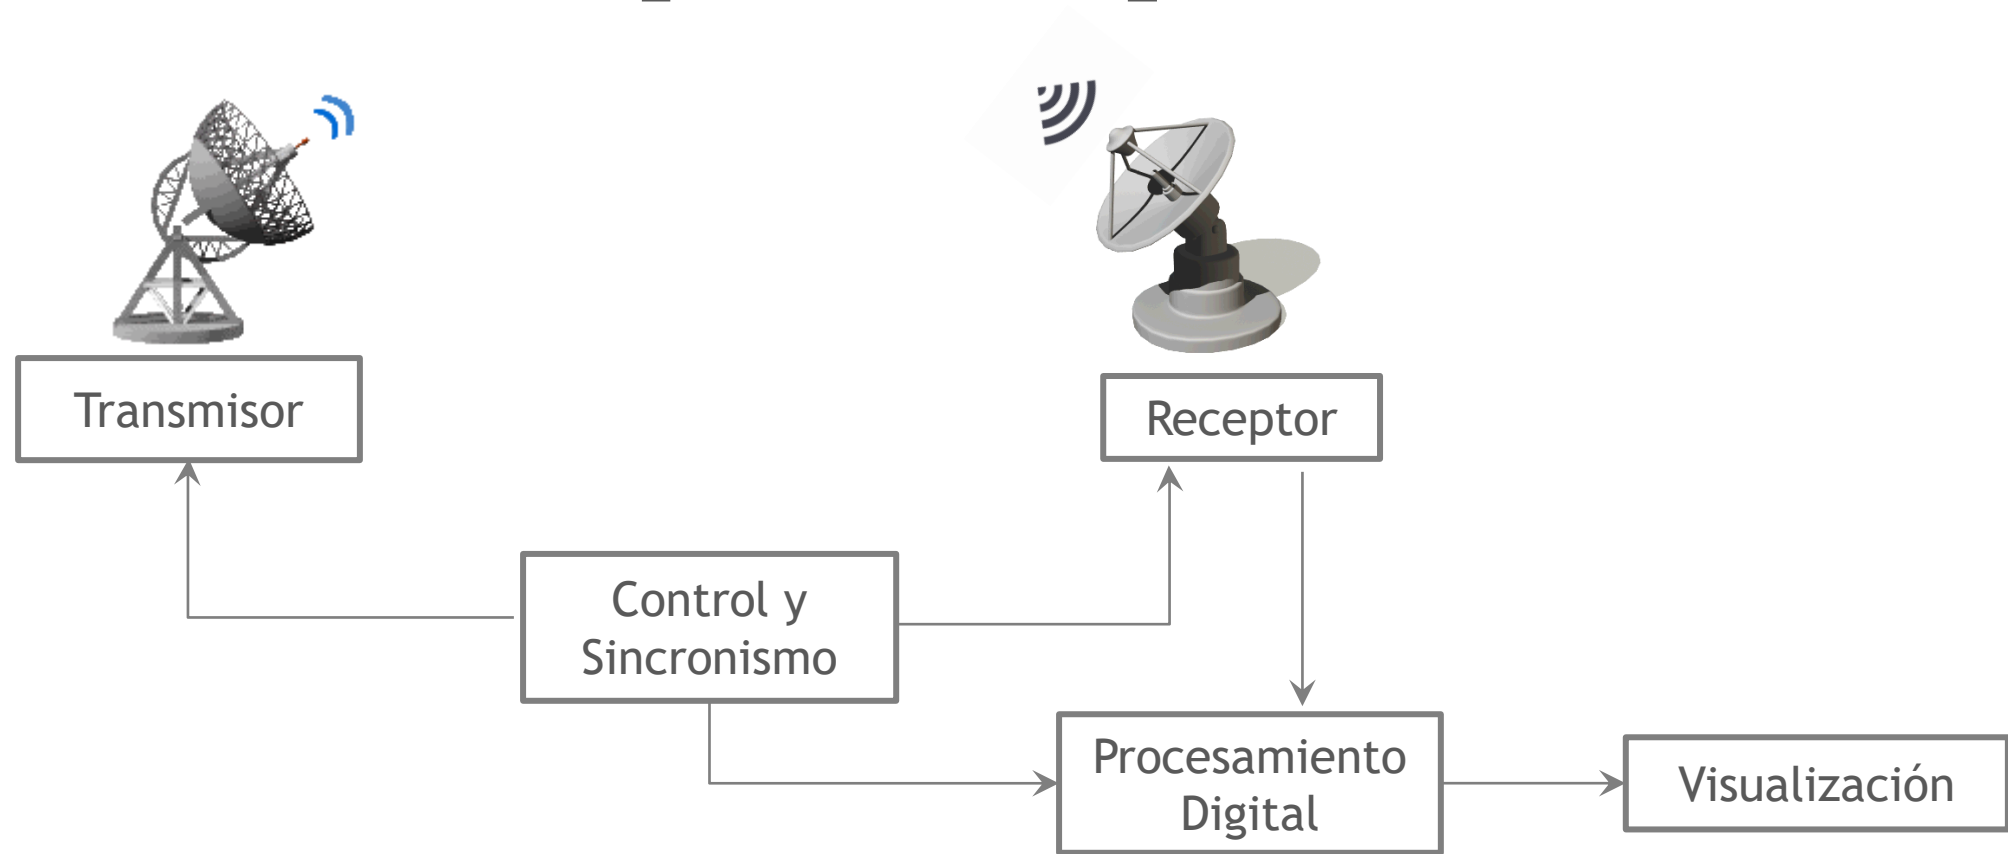 Transmisor
Receptor
Control y
Sincronismo
Procesamiento
Digital
Visualización